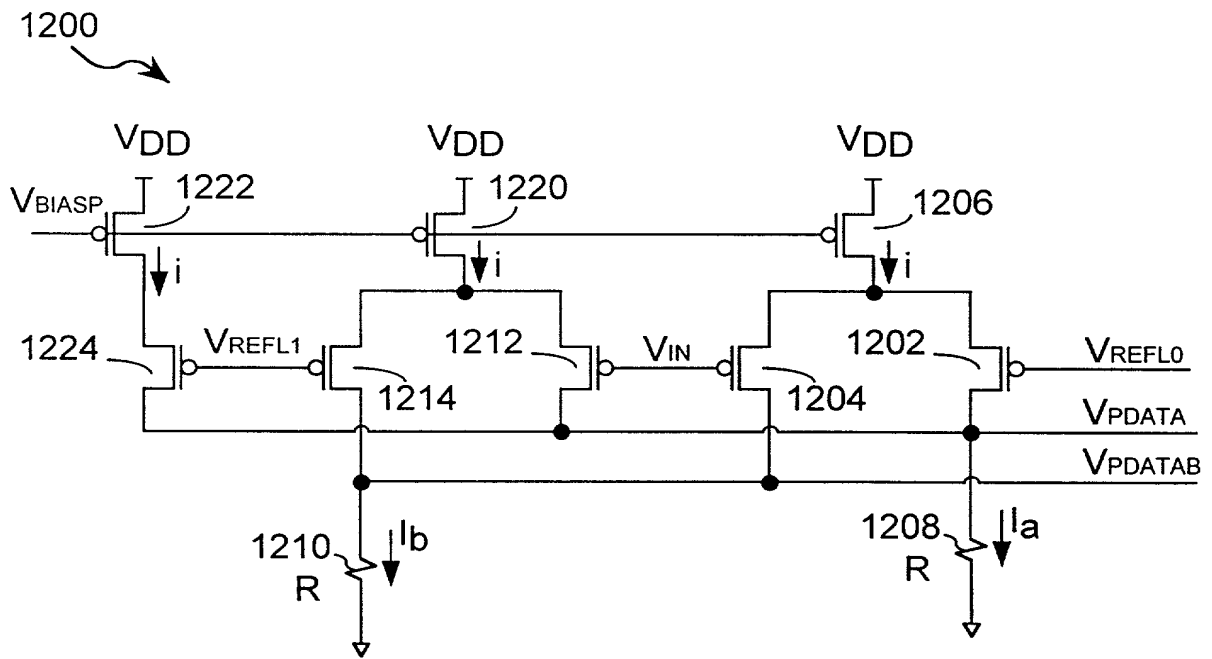 1200
VDD VDD VDD
VBIASP 1222 1220 1206
i i i
1224 VREFL1 1212 VIN 1202 VREFL0
1214 1204
VPDATA
VPDATAB
1210 Ib 1208 Ia
R R